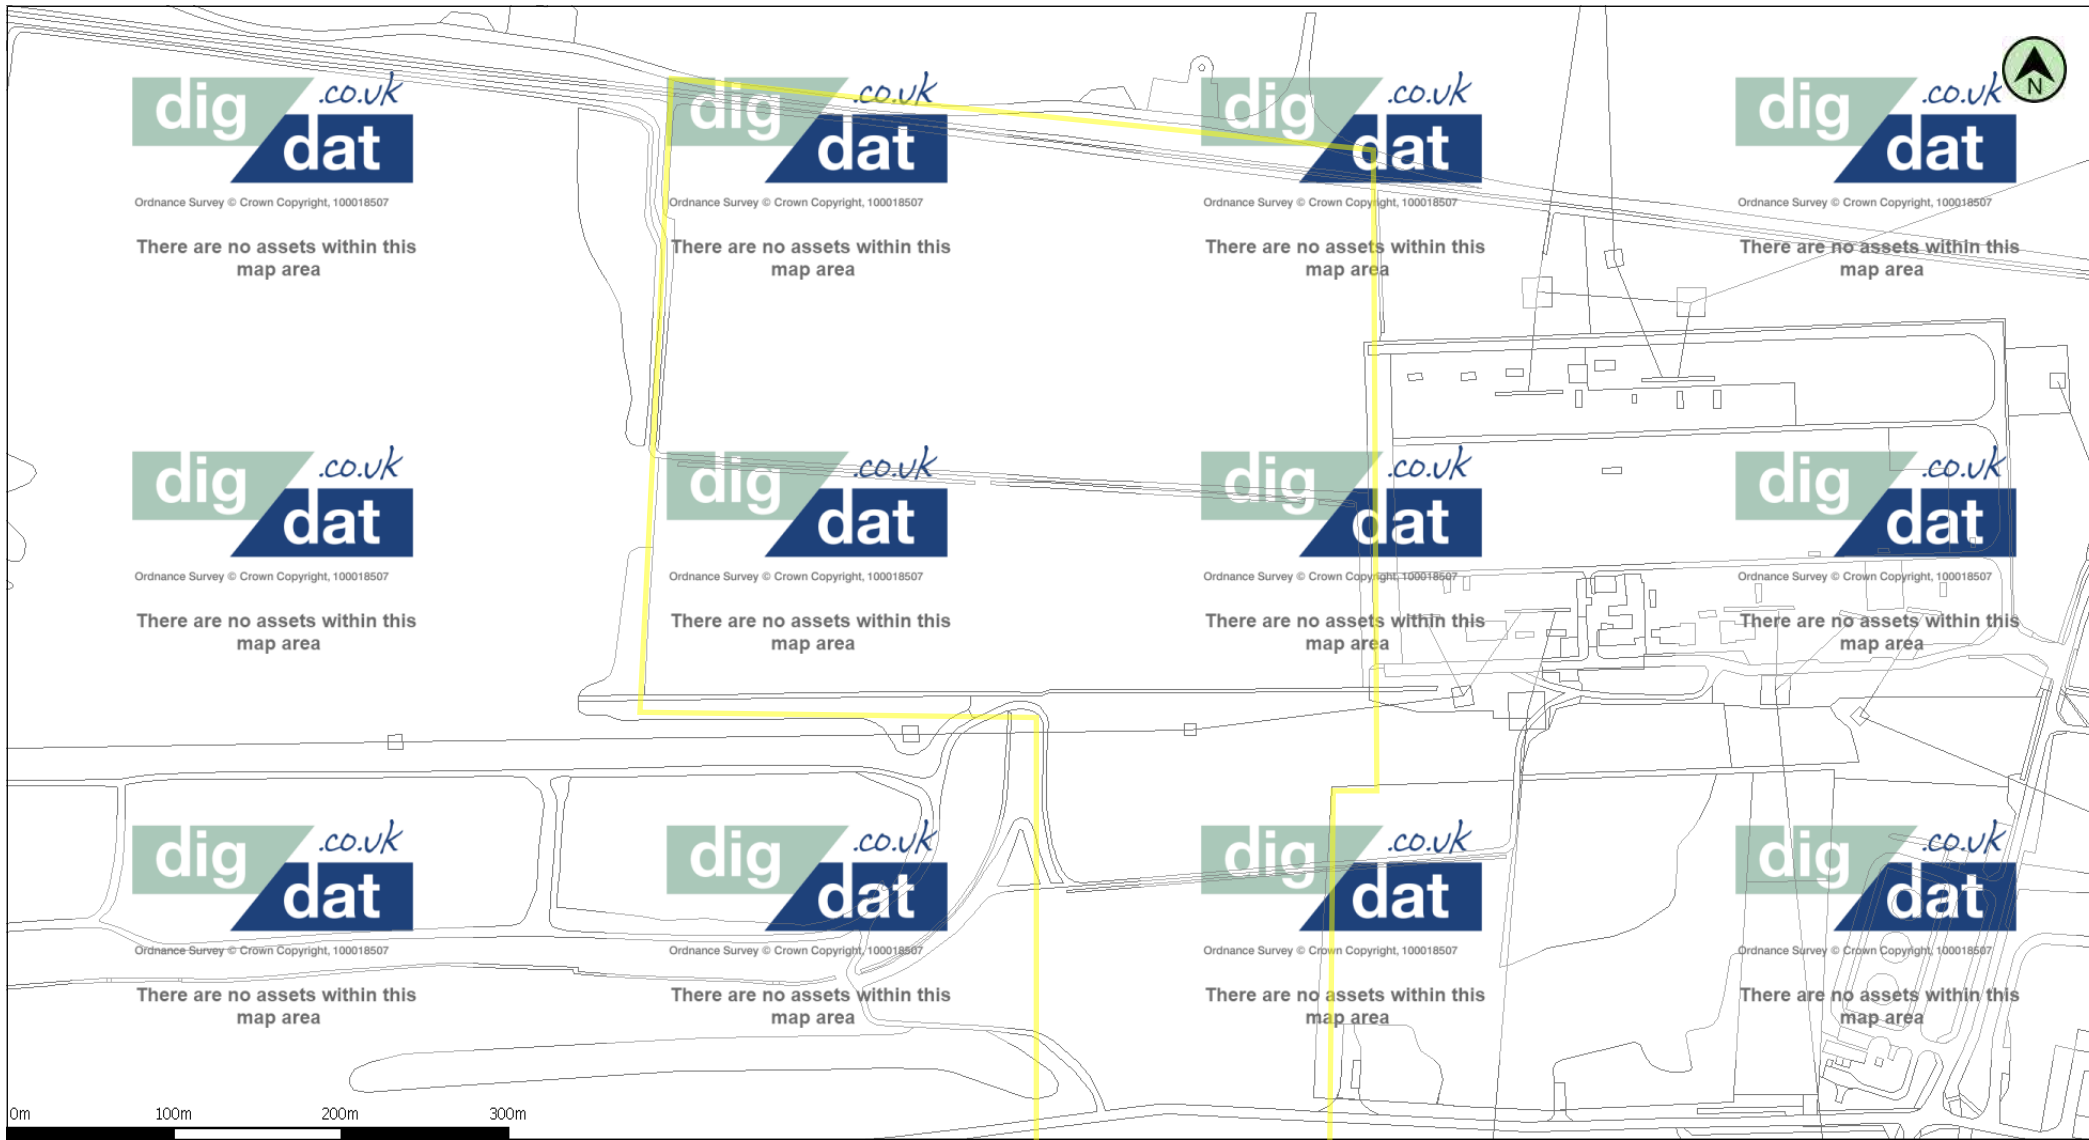 dig .co.uk
dat
Ordnance Survey © Crown Copyright, 100018507
There are no assets within this
map area
dig .co.uk
dat
Ordnance Survey © Crown Copyright, 100018507
There are no assets within this
map area
dig .co.uk
dat
Ordnance Survey © Crown Copyright, 100018507
There are no assets within this
map area
dig .co.uk
dat
Ordnance Survey © Crown Copyright, 100018507
There are no assets within this
map area
N
dig .co.uk
dat
Ordnance Survey © Crown Copyright, 100018507
There are no assets within this
map area
dig .co.uk
dat
Ordnance Survey © Crown Copyright, 100018507
There are no assets within this
map area
dig .co.uk
dat
Ordnance Survey © Crown Copyright, 100018507
There are no assets within this
map area
dig .co.uk
dat
Ordnance Survey © Crown Copyright, 100018507
There are no assets within this
map area
dig .co.uk
dat
Ordnance Survey © Crown Copyright, 100018507
There are no assets within this
map area
dig .co.uk
dat
Ordnance Survey © Crown Copyright, 100018507
There are no assets within this
map area
dig .co.uk
dat
Ordnance Survey © Crown Copyright, 100018507
There are no assets within this
map area
dig .co.uk
dat
Ordnance Survey © Crown Copyright, 100018507
There are no assets within this
map area
0m 100m 200m 300m